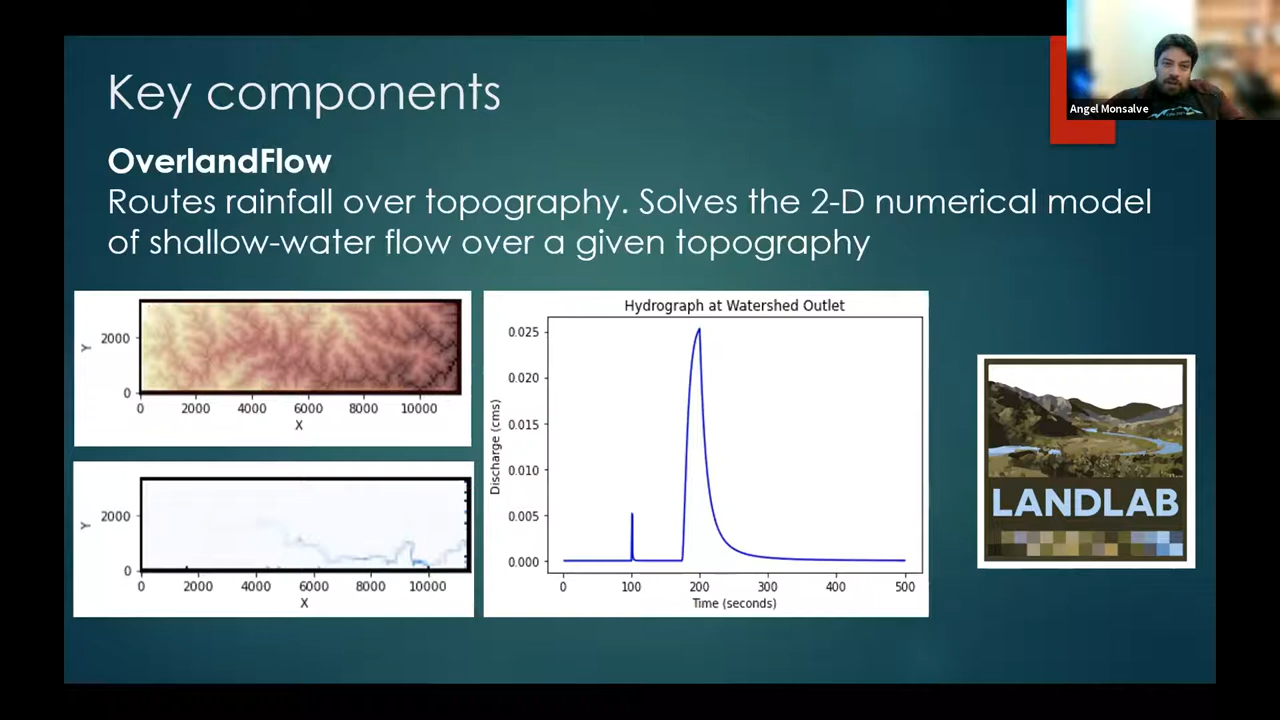 Angel Monsalve
Key components
OverlandFlow
Routes rainfall over topography. Solves the 2-D numerical model
of shallow-water flow over a given topography
Y
2000
0
0 2000 4000 6000 8000 10000
X
Y
2000
0
0 2000 4000 6000 8000 10000
X
Hydrograph at Watershed Outlet
Discharge (cms)
0.025
0.020
0.015
0.010
0.005
0.000
0 100 200 300 400 500
Time (seconds)
LANDLAB